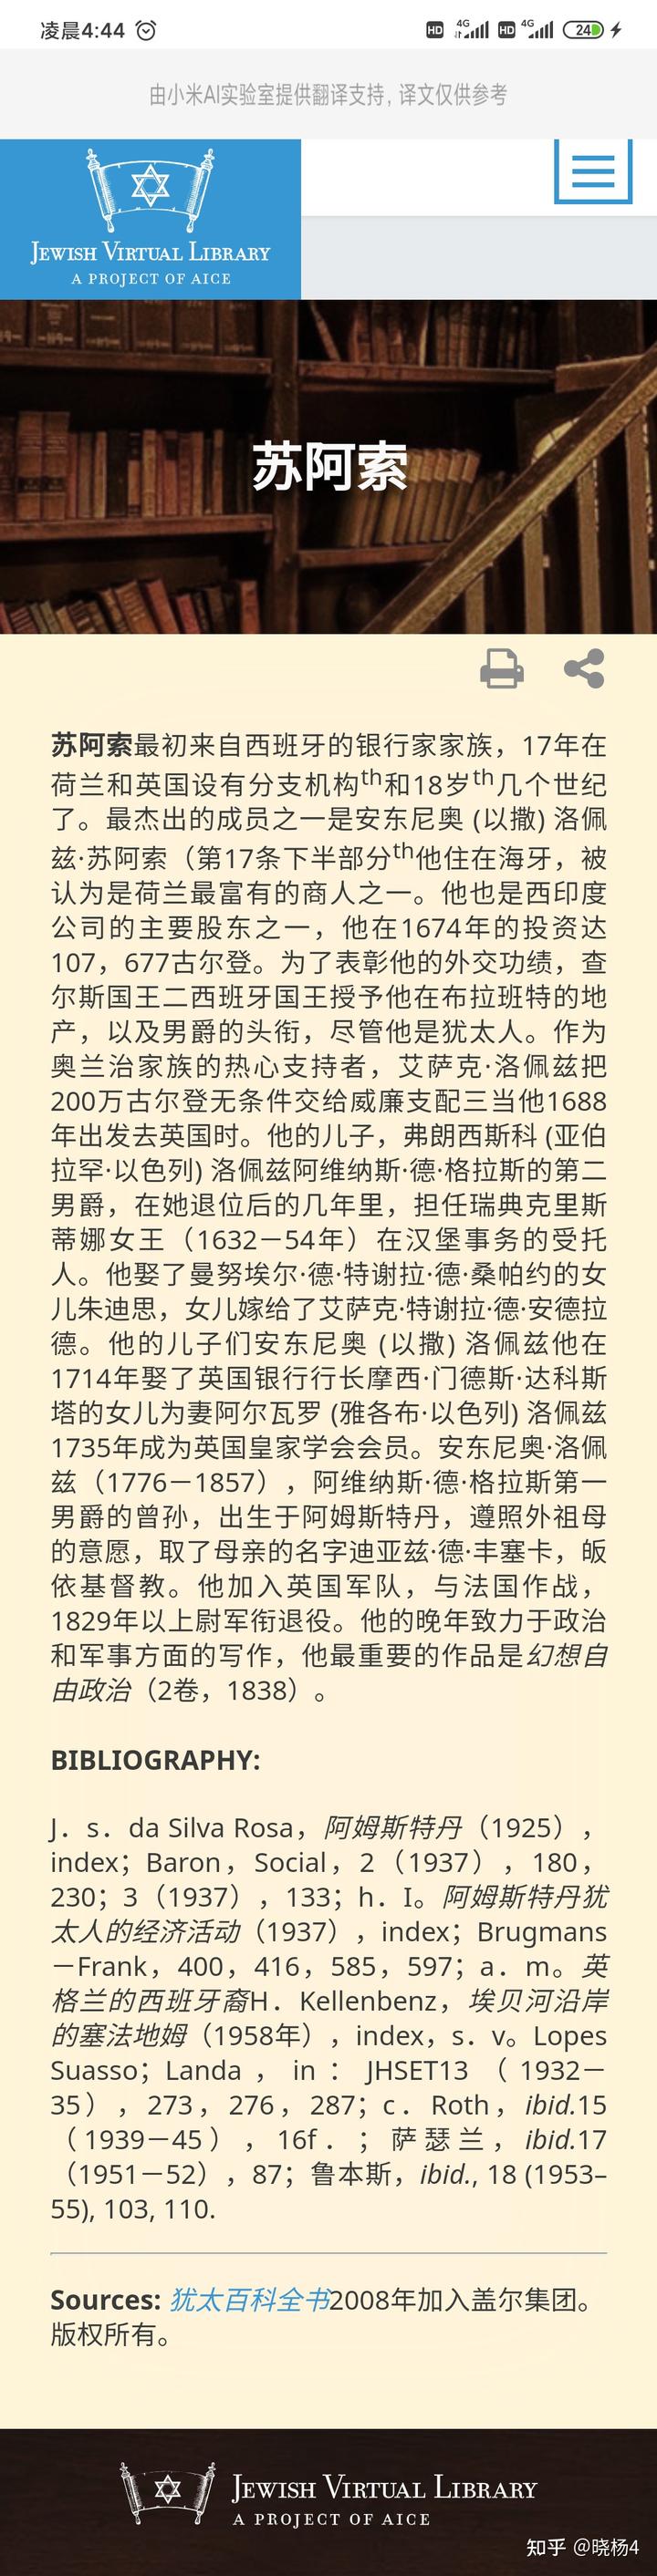 凌晨4:44 HD 4G HD 4G 24
由小米AI实验室提供翻译支持, 译文仅供参考
JEWISH VIRTUAL LIBRARY
A PROJECT OF AICE
苏阿索
苏阿索最初来自西班牙的银行家家族，17年在
荷兰和英国设有分支机构th和18岁th几个世纪
了。最杰出的成员之一是安东尼奥 (以撒) 洛佩
兹·苏阿索（第17条下半部分th他住在海牙，被
认为是荷兰最富有的商人之一。他也是西印度
公司的主要股东之一，他在1674年的投资达
107，677古尔登。为了表彰他的外交功绩，查
尔斯国王二西班牙国王授予他在布拉班特的地
产，以及男爵的头衔，尽管他是犹太人。作为
奥兰治家族的热心支持者，艾萨克·洛佩兹把
200万古尔登无条件交给威廉支配三当他1688
年出发去英国时。他的儿子，弗朗西斯科 (亚伯
拉罕·以色列) 洛佩兹阿维纳斯·德·格拉斯的第二
男爵，在她退位后的几年里，担任瑞典克里斯
蒂娜女王（1632－54年）在汉堡事务的受托
人。他娶了曼努埃尔·德·特谢拉·德·桑帕约的女
儿朱迪思，女儿嫁给了艾萨克·特谢拉·德·安德拉
德。他的儿子们安东尼奥 (以撒) 洛佩兹他在
1714年娶了英国银行行长摩西·门德斯·达科斯
塔的女儿为妻阿尔瓦罗 (雅各布·以色列) 洛佩兹
1735年成为英国皇家学会会员。安东尼奥·洛佩
兹（1776－1857），阿维纳斯·德·格拉斯第一
男爵的曾孙，出生于阿姆斯特丹，遵照外祖母
的意愿，取了母亲的名字迪亚兹·德·丰塞卡，皈
依基督教。他加入英国军队，与法国作战，
1829年以上尉军衔退役。他的晚年致力于政治
和军事方面的写作，他最重要的作品是幻想自
由政治（2卷，1838）。
BIBLIOGRAPHY:
J．s．da Silva Rosa，阿姆斯特丹（1925），
index；Baron，Social，2（1937），180，
230；3（1937），133；h．I。阿姆斯特丹犹
太人的经济活动（1937），index；Brugmans
－Frank，400，416，585，597；a．m。英
格兰的西班牙裔H．Kellenbenz，埃贝河沿岸
的塞法地姆（1958年），index，s．v。Lopes
Suasso；Landa，in：JHSET13（1932－
35），273，276，287；c．Roth，ibid.15
（1939－45），16f．；萨瑟兰，ibid.17
（1951－52），87；鲁本斯，ibid., 18 (1953–
55), 103, 110.
Sources: 犹太百科全书2008年加入盖尔集团。
版权所有。
JEWISH VIRTUAL LIBRARY
A PROJECT OF AICE
知乎 @晓杨4